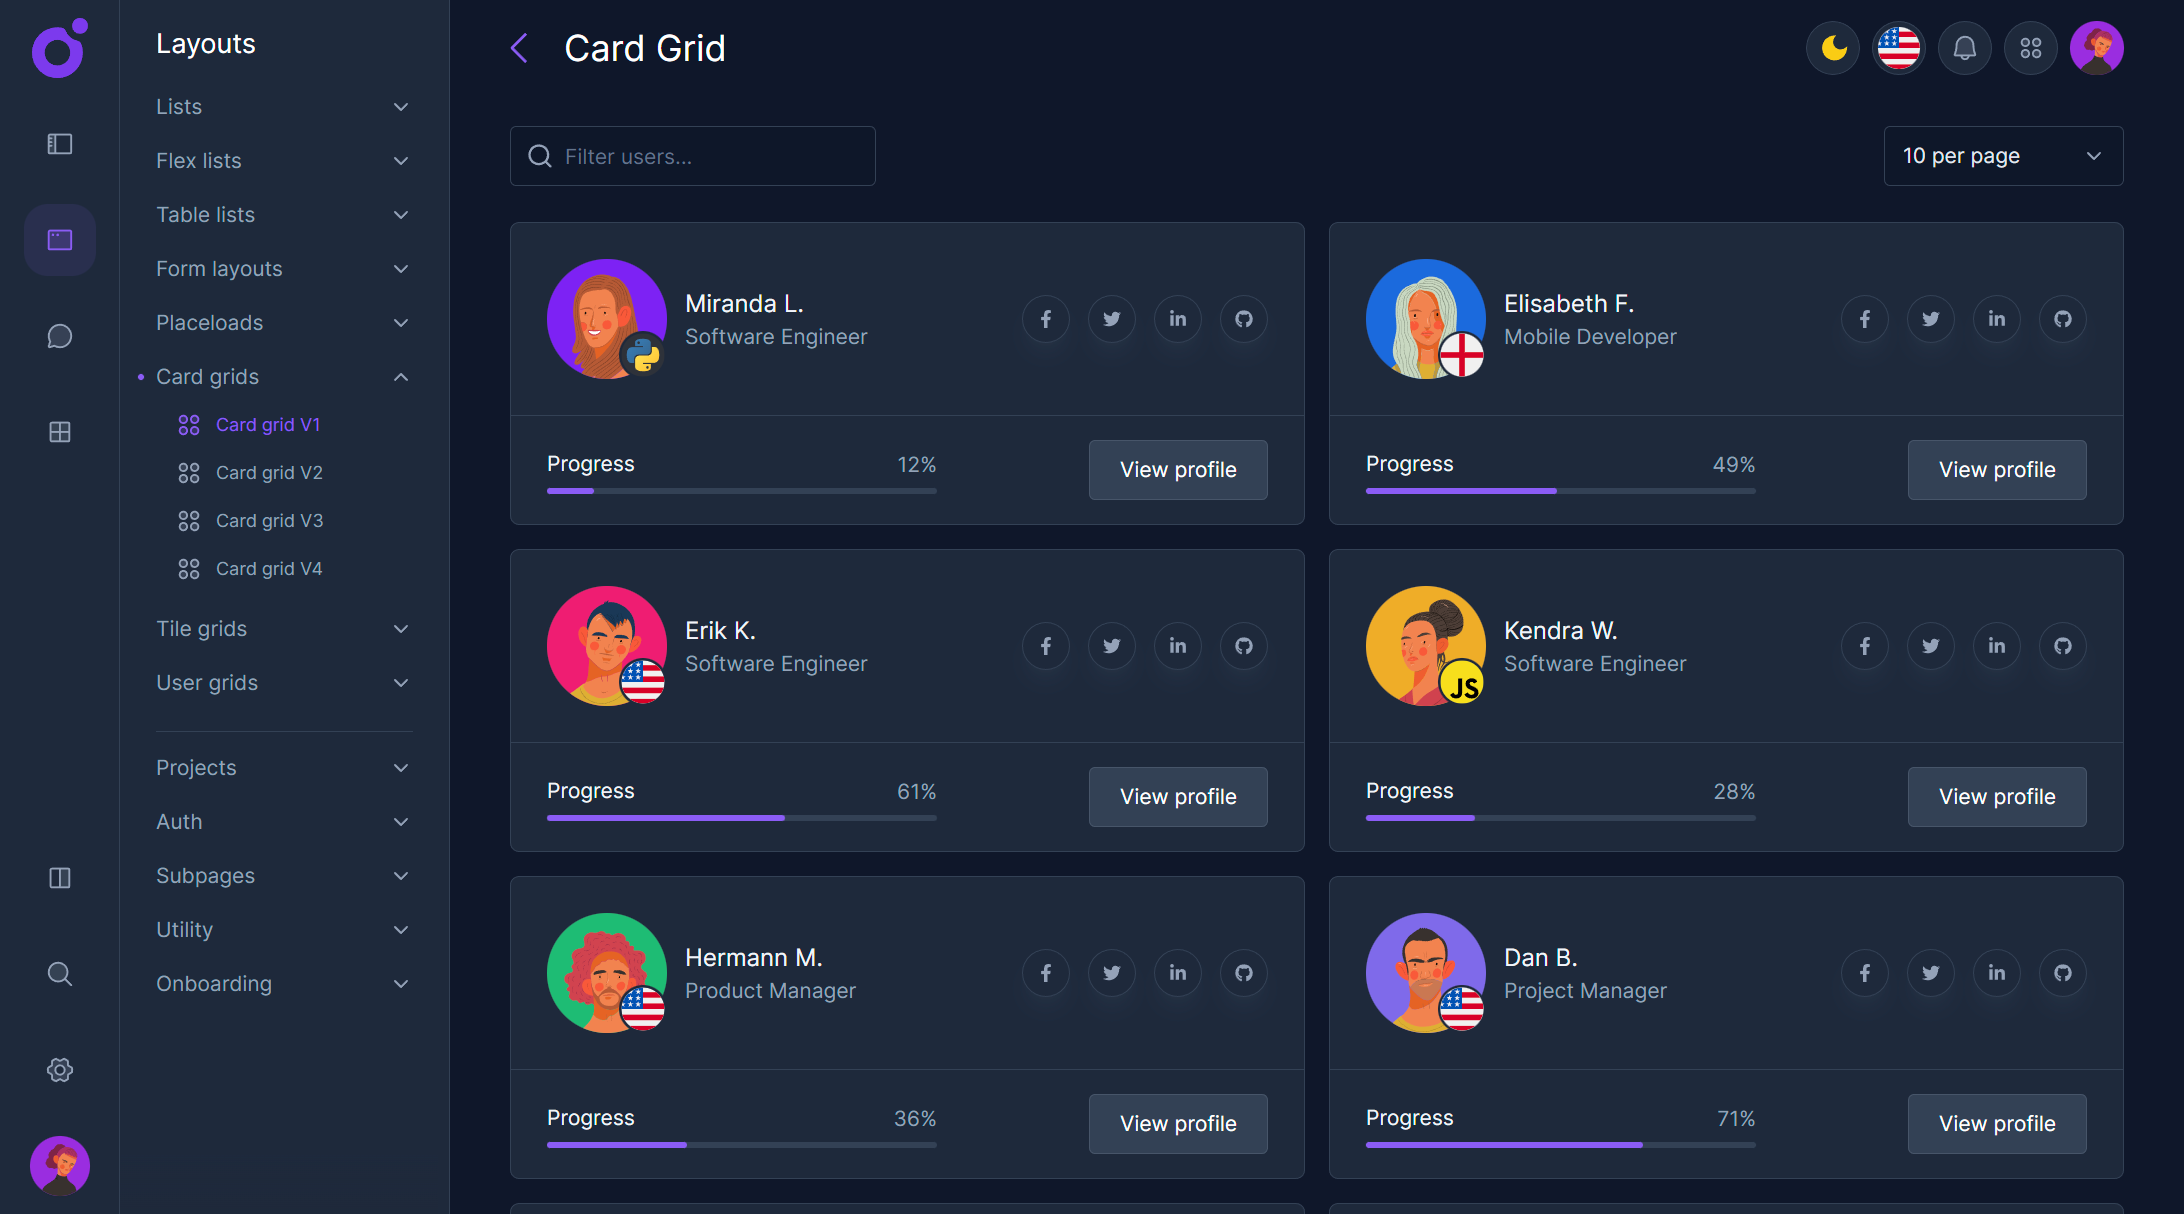 Layouts
Lists
Flex lists
Table lists
Form layouts
Placeloads
Card grids
Card grid V1
Card grid V2
Card grid V3
Card grid V4
Tile grids
User grids
Projects
Auth
Subpages
Utility
Onboarding
Card Grid
Filter users...
10 per page
Miranda L.
Software Engineer
Progress
12%
View profile
Elisabeth F.
Mobile Developer
Progress
49%
View profile
Erik K.
Software Engineer
Progress
61%
View profile
Kendra W.
Software Engineer
JS
Progress
28%
View profile
Hermann M.
Product Manager
Progress
36%
View profile
Dan B.
Project Manager
Progress
71%
View profile